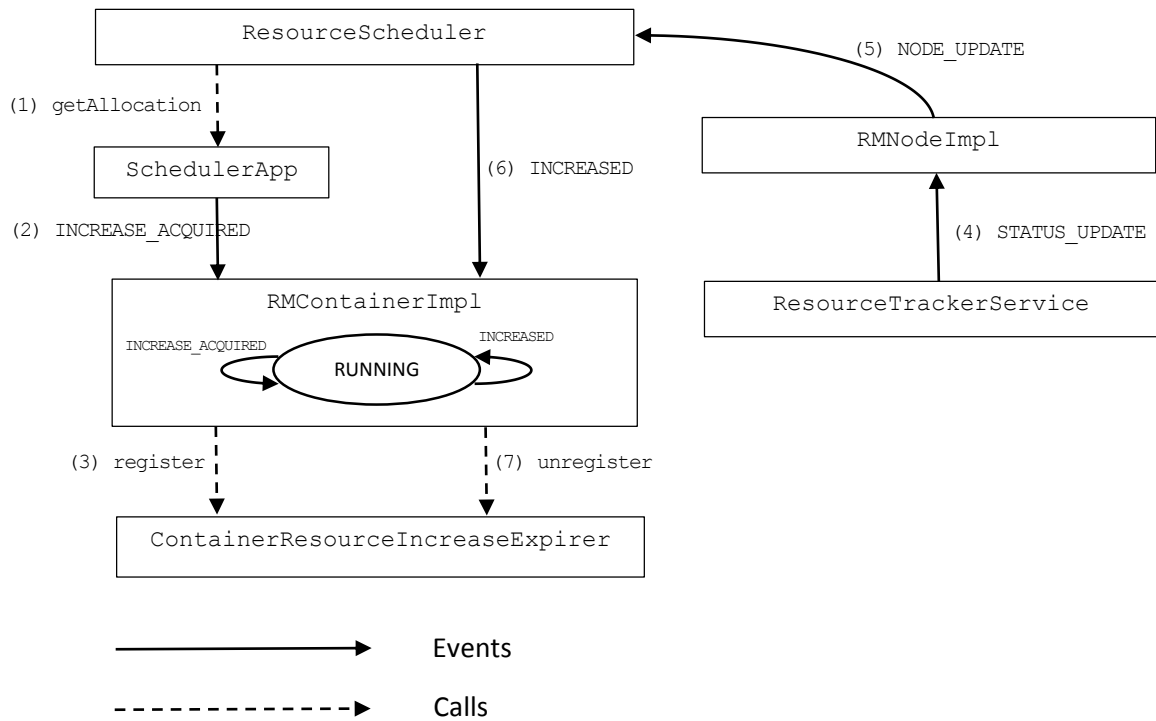 ResourceScheduler
(5) NODE_UPDATE
(1) getAllocation
RMNodeImpl
SchedulerApp
(6) INCREASED
(2) INCREASE_ACQUIRED
(4) STATUS_UPDATE
RMContainerImpl
ResourceTrackerService
INCREASE_ACQUIRED
INCREASED
RUNNING
(3) register
(7) unregister
ContainerResourceIncreaseExpirer
Events
Calls